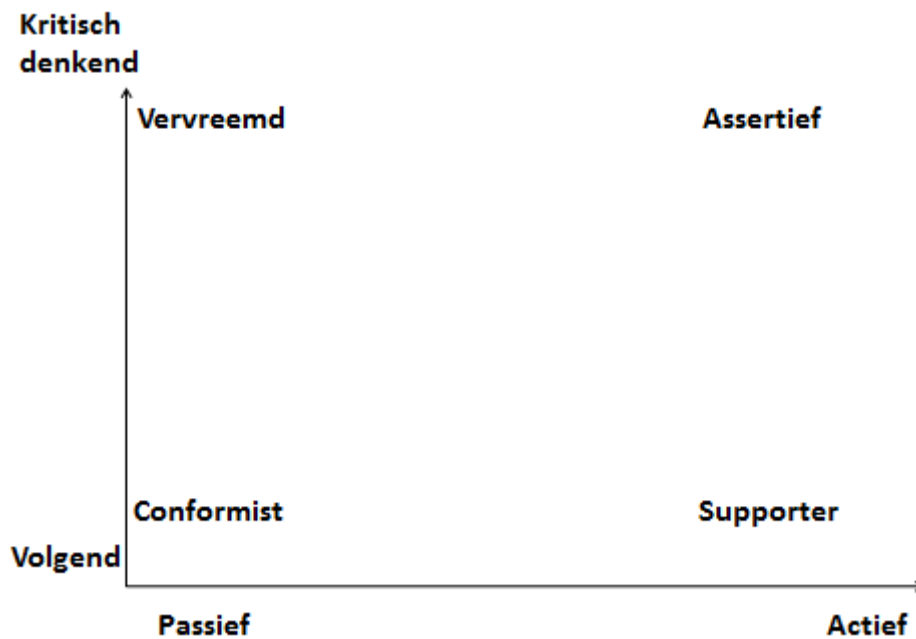 Kritisch
denkend
Vervreemd
Assertief
Conformist
Supporter
Volgend
Passief
Actief